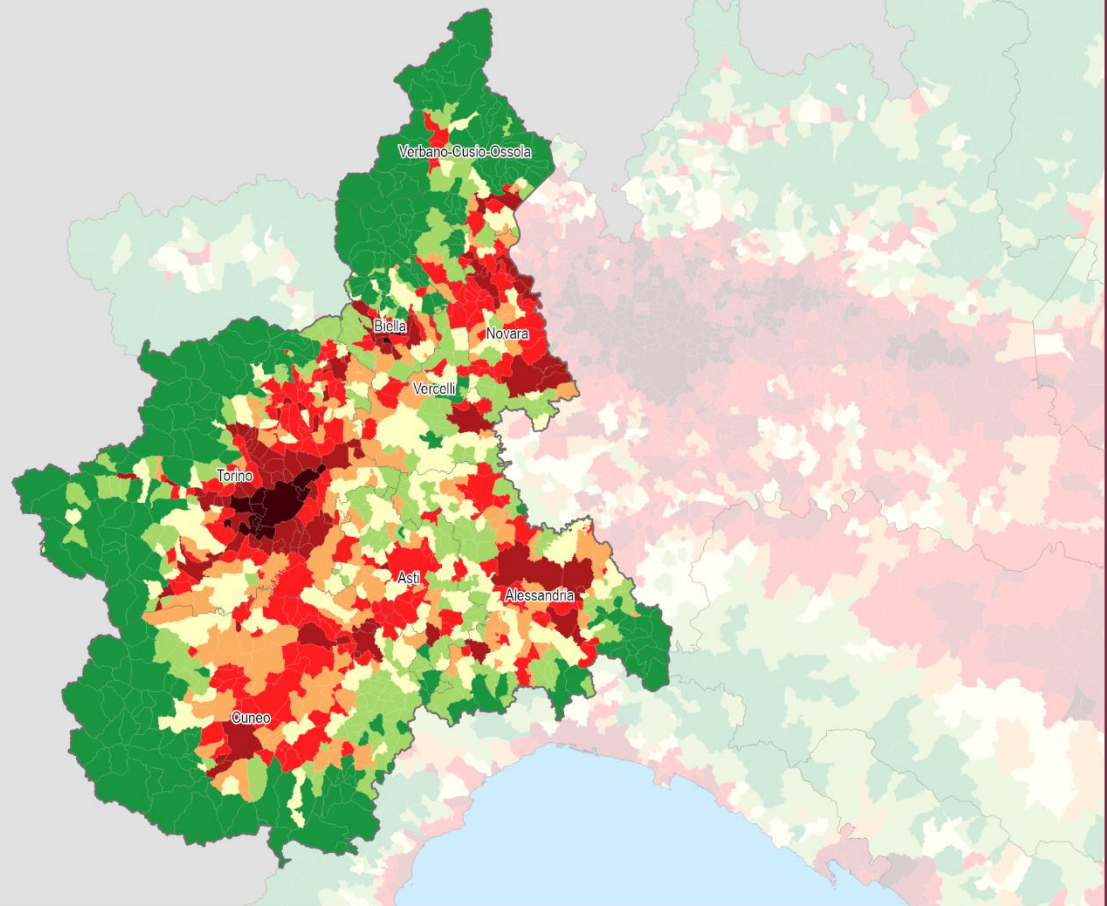 Verbano-Cusio-Ossola
Biella
Novara
Vercelli
Torino
Asti
Alessandria
Cuneo